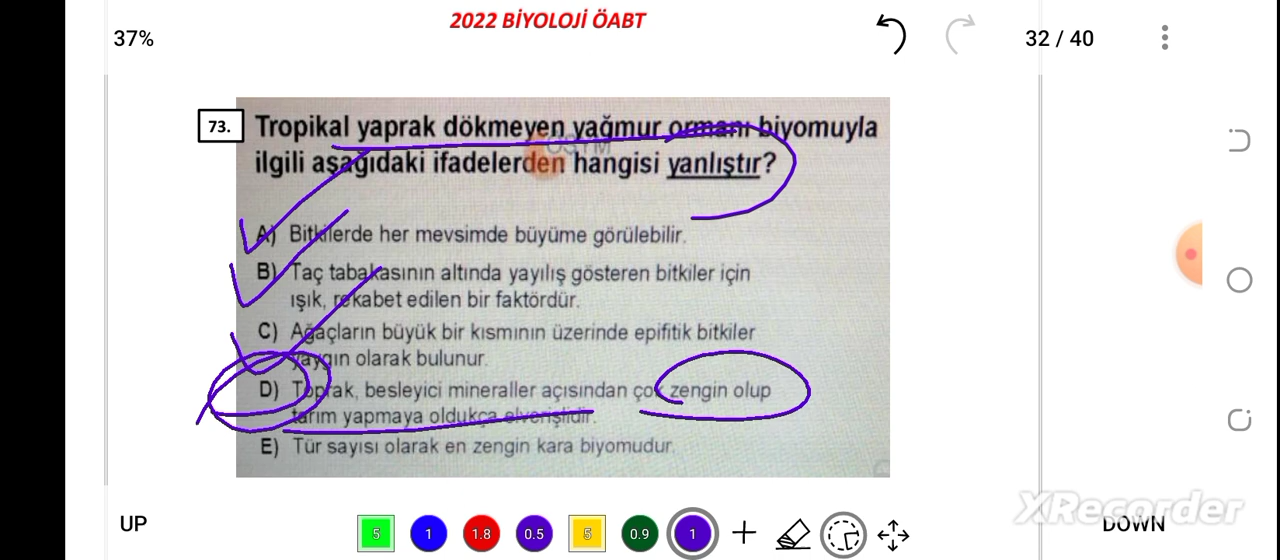 2022 BİYOLOJİ ÖABT
37%
32 / 40
73.
Tropikal yaprak dökmeyen yağmur ormanı biyomuyla
ilgili aşağıdaki ifadelerden hangisi yanlıştır?
A) Bitkilerde her mevsimde büyüme görülebilir.
B) Taç tabakasının altında yayılış gösteren bitkiler için
ışık, rekabet edilen bir faktördür.
C) Ağaçların büyük bir kısmının üzerinde epifitik bitkiler
yaygın olarak bulunur.
D) Toprak, besleyici mineraller açısından çok zengin olup
tarım yapmaya oldukça elverişlidir.
E) Tür sayısı olarak en zengin kara biyomudur.
XRecorder
UP
5
1
1.8
0.5
5
0.9
1
DOWN